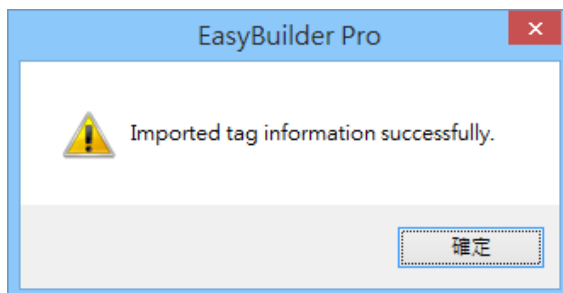 EasyBuilder Pro
Imported tag information successfully.
確定